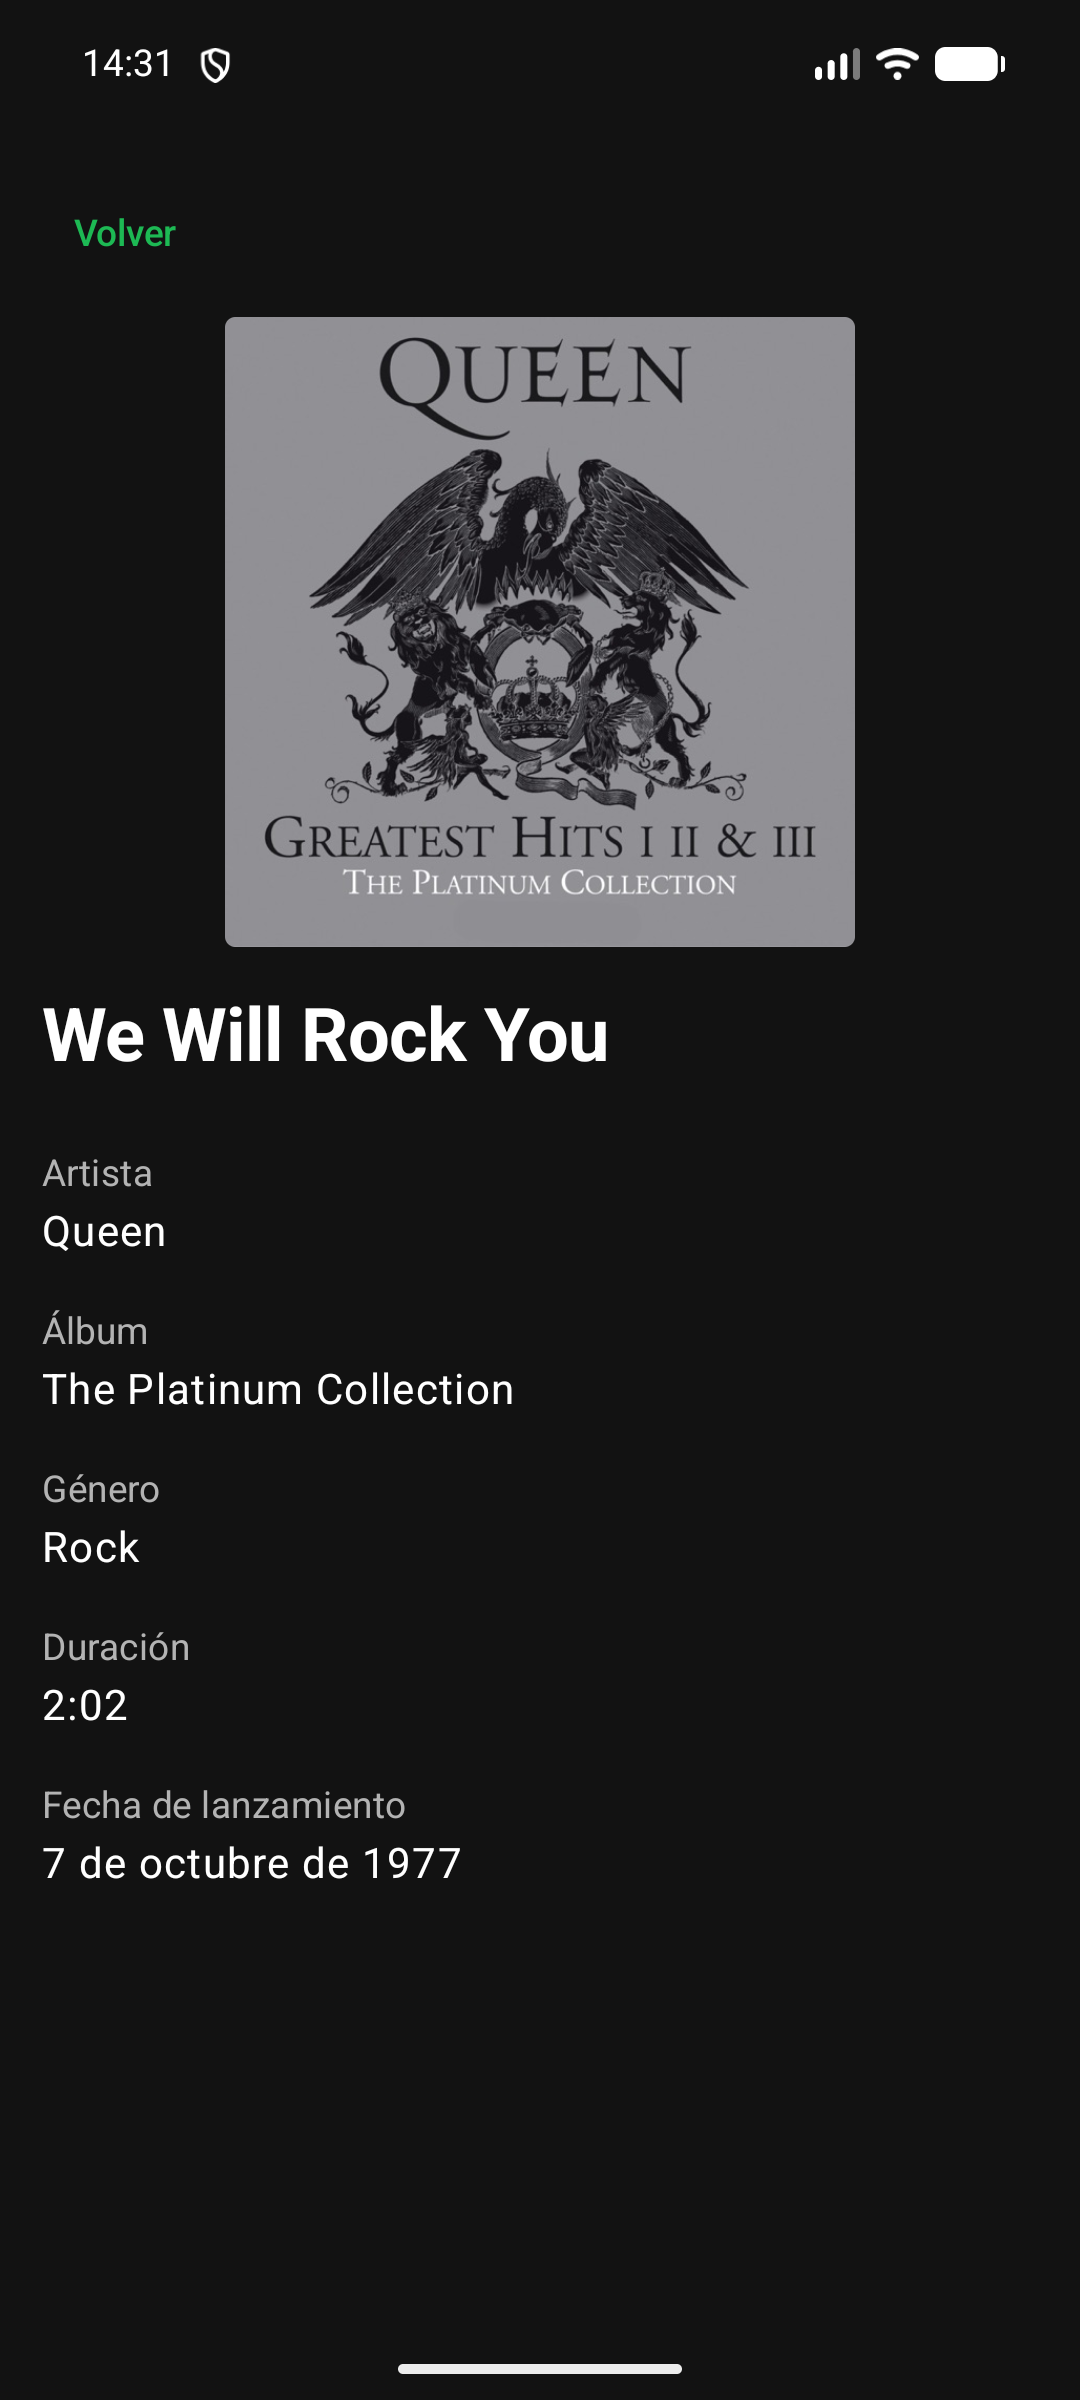 14:31
Volver
QUEEN
GREATEST HITS I II & III
THE PLATINUM COLLECTION
We Will Rock You
Artista
Queen
Álbum
The Platinum Collection
Género
Rock
Duración
2:02
Fecha de lanzamiento
7 de octubre de 1977